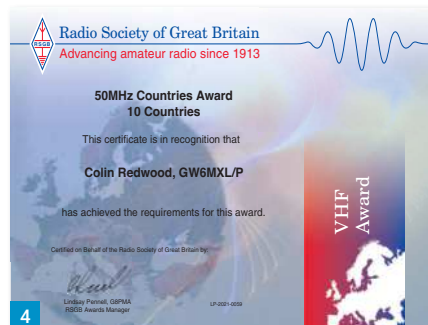 RSGB
Radio Society of Great Britain
Advancing amateur radio since 1913
50MHz Countries Award
10 Countries
This certificate is in recognition that
Colin Redwood, GW6MXL/P
has achieved the requirements for this award.
Certified on Behalf of the Radio Society of Great Britain by:
Lindsay Pennell, G8PMA
RSGB Awards Manager
VHF
Award
4